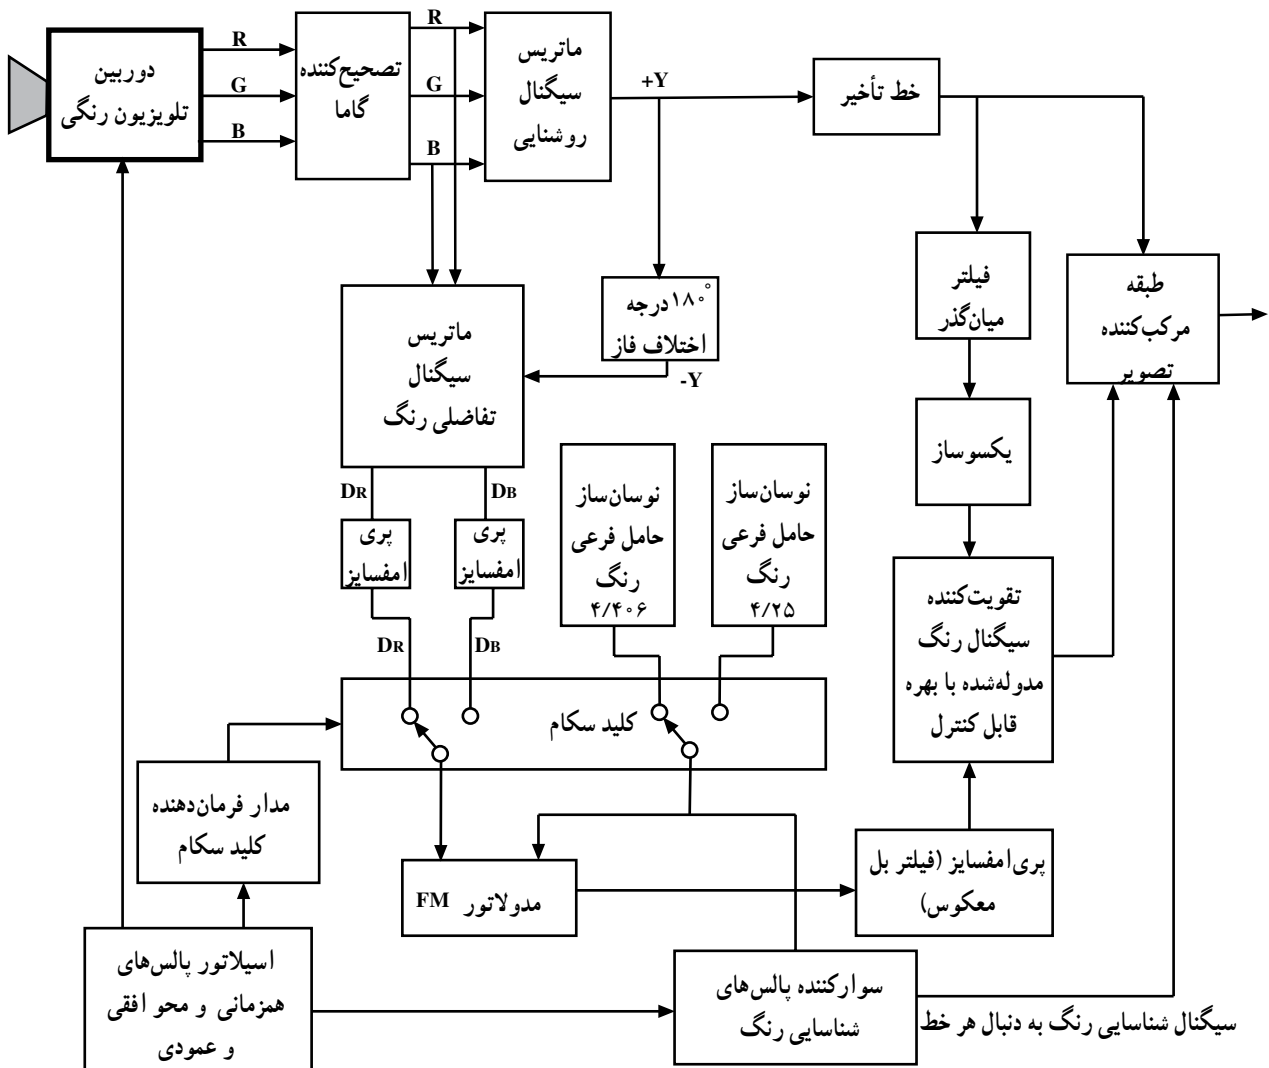 دوربین
تلویزیون رنگی
R
G
B
تصحیح‌کننده
گاما
R
G
B
ماتریس
سیگنال
روشنایی
+Y
خط تأخیر
فیلتر
میان‌گذر
طبقه
مرکب‌کننده
تصویر
۱۸۰° درجه
اختلاف فاز
-Y
ماتریس
سیگنال
تفاضلی رنگ
یکسوساز
DR
DB
پری
امفسایز
پری
امفسایز
نوسان‌ساز
حامل فرعی
رنگ
۴/۴۰۶
نوسان‌ساز
حامل فرعی
رنگ
۴/۲۵
تقویت‌کننده
سیگنال رنگ
مدوله‌شده با بهره
قابل کنترل
DR
DB
کلید سکام
مدار فرمان‌دهنده
کلید سکام
مدولاتور FM
پری‌امفسایز (فیلتر بل
معکوس)
اسیلاتور پالس‌های
همزمانی و محو افقی
و عمودی
سوارکننده پالس‌های
شناسایی رنگ
سیگنال شناسایی رنگ به دنبال هر خط